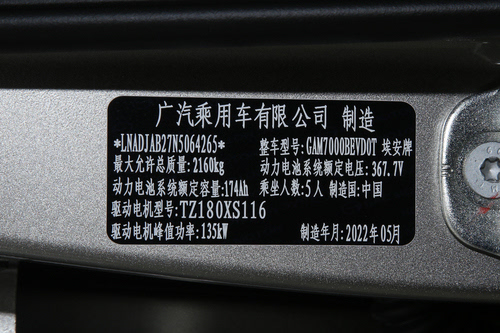 广汽乘用车有限公司 制造
*LNADJAB27N5064265* 整车型号:GAM7000BEVD0T 埃安牌
最大允许总质量:2160kg 动力电池系统额定电压:367.7V
动力电池系统额定容量:174Ah 乘坐人数:5人 制造国:中国
驱动电机型号:TZ180XS116
驱动电机峰值功率:135kW 制造年月:2022年05月